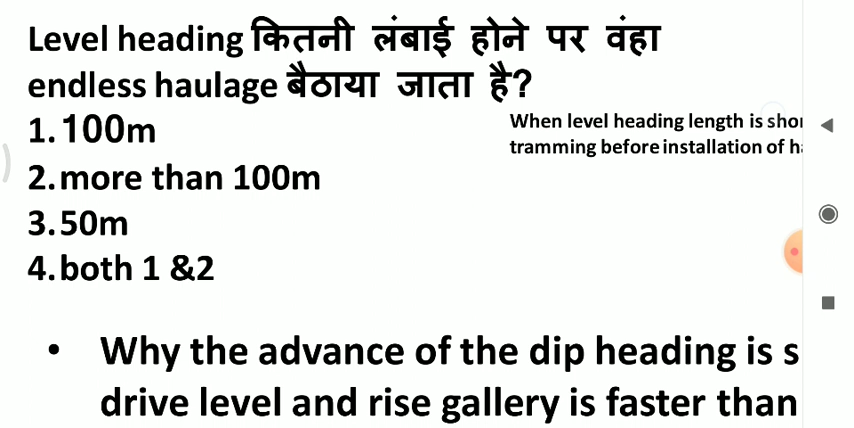 Level heading कितनी लंबाई होने पर वंहा
endless haulage बैठाया जाता है?
1. 100m
When level heading length is
tramming before installation of
2. more than 100m
3. 50m
4. both 1 &2
• Why the advance of the dip heading is
drive level and rise gallery is faster than